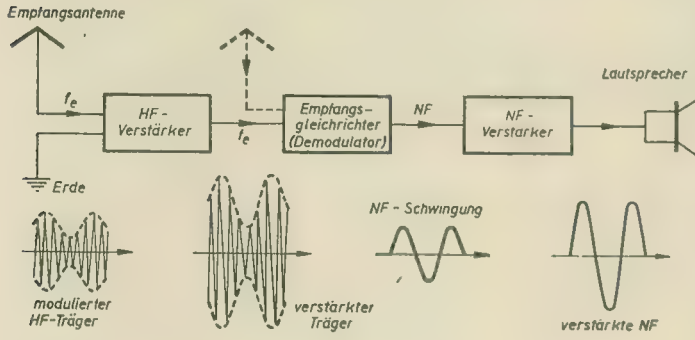 Empfangsantenne
Lautsprecher
fe
HF -
Verstärker
fe
Empfangs-
gleichrichter
(Demodulator)
NF
NF-
Verstarker
Erde
NF - Schwingung
modulierter
HF-Träger
verstärkter
Träger
verstärkte NF